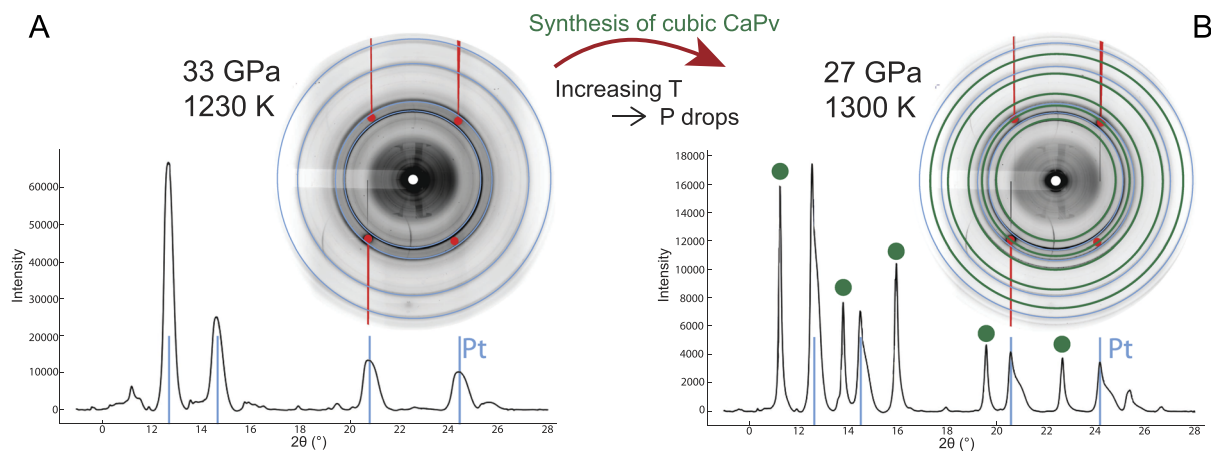 A
33 GPa
1230 K
Synthesis of cubic CaPv
Increasing T
→ P drops
B
27 GPa
1300 K
Intensity
60000
50000
40000
30000
20000
10000
0
Pt
0 12 14 16 18 20 22 24 26 28
2θ (°)
Intensity
18000
16000
14000
12000
10000
8000
6000
4000
2000
0
Pt
0 12 14 16 18 20 22 24 26 28
2θ (°)